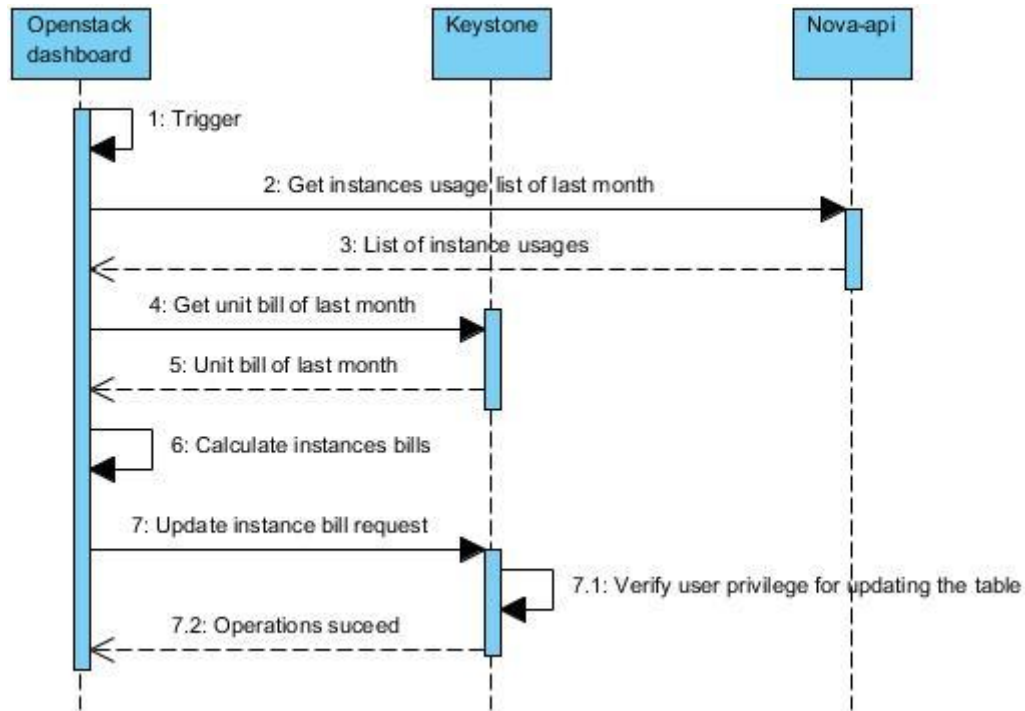 Openstack
dashboard
Keystone
Nova-api
1: Trigger
2: Get instances usage list of last month
3: List of instance usages
4: Get unit bill of last month
5: Unit bill of last month
6: Calculate instances bills
7: Update instance bill request
7.1: Verify user privilege for updating the table
7.2: Operations suceed